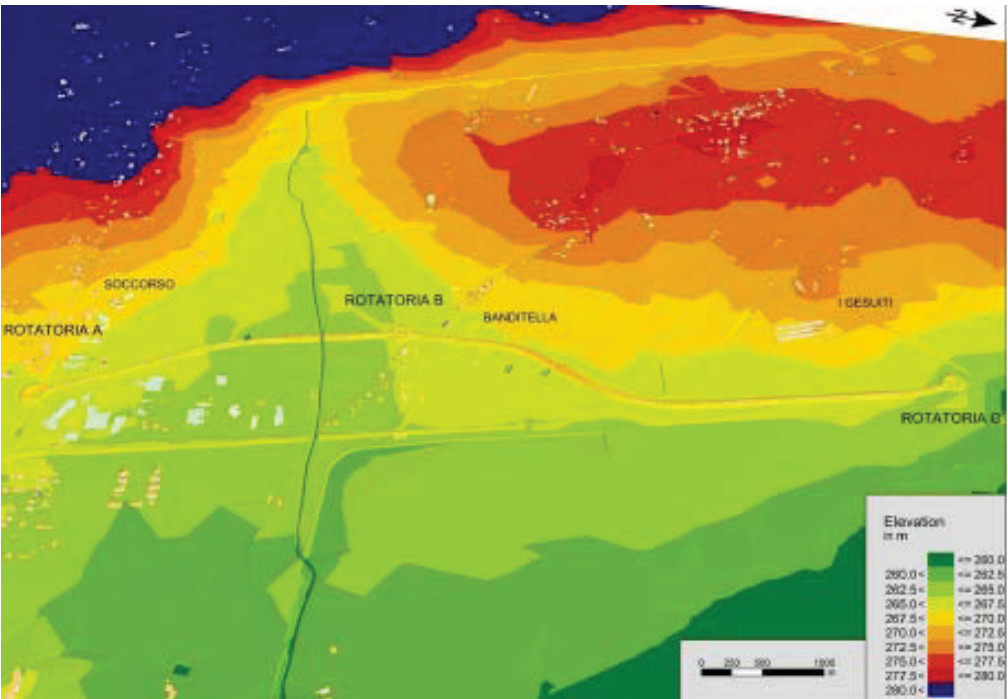 Z
SOCCORSO
ROTATORIA B
I GESUITI
BANDITELLA
ROTATORIA A
ROTATORIA C
Elevation
in m
<= 260.0
260.0 < <= 262.5
262.5 < <= 265.0
265.0 < <= 267.5
267.5 < <= 270.0
270.0 < <= 272.5
272.5 < <= 275.0
275.0 < <= 277.5
277.5 < <= 280.0
280.0 <
0 250 500
m